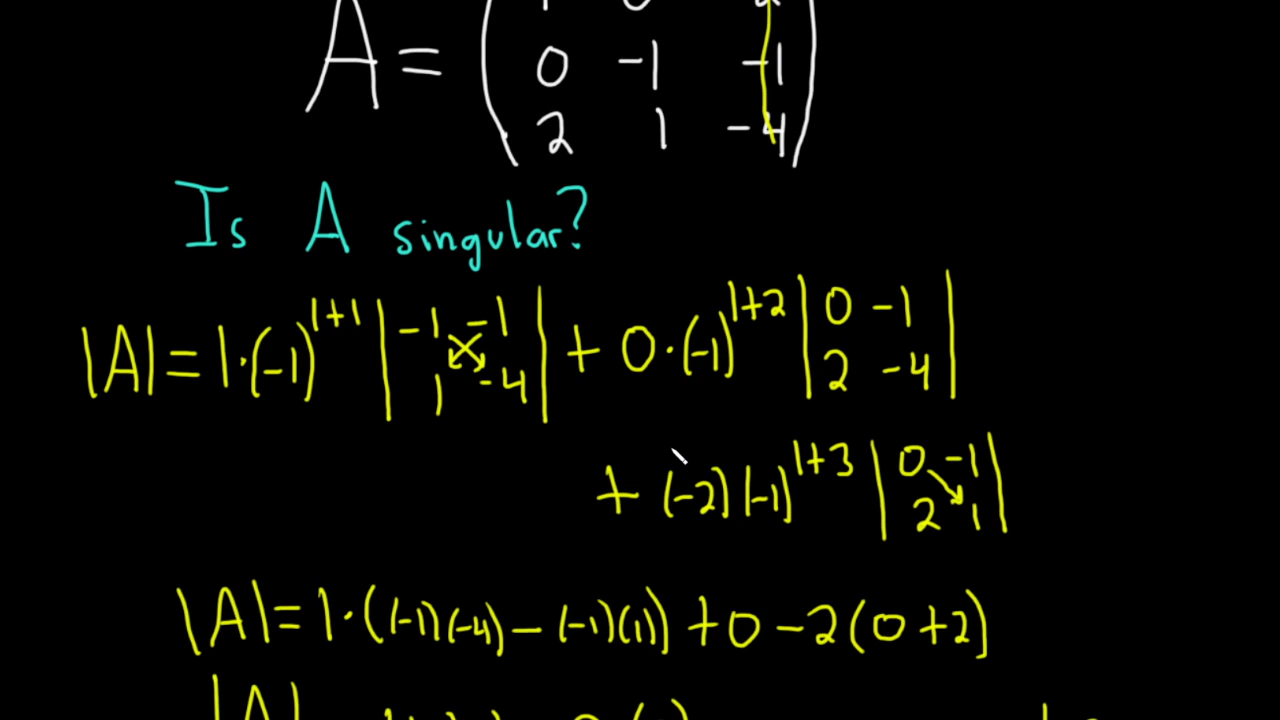 A = ( 0 -1 -1
2 1 -4 )
Is A singular?
|A| = 1·(-1)^{1+1} |-1 -1; 1 -4| + 0·(-1)^{1+2} |0 -1; 2 -4|
+ (-2)(-1)^{1+3} |0 -1; 2 1|
|A| = 1·((-1)(-4) - (-1)(1)) + 0 - 2(0+2)
|A|